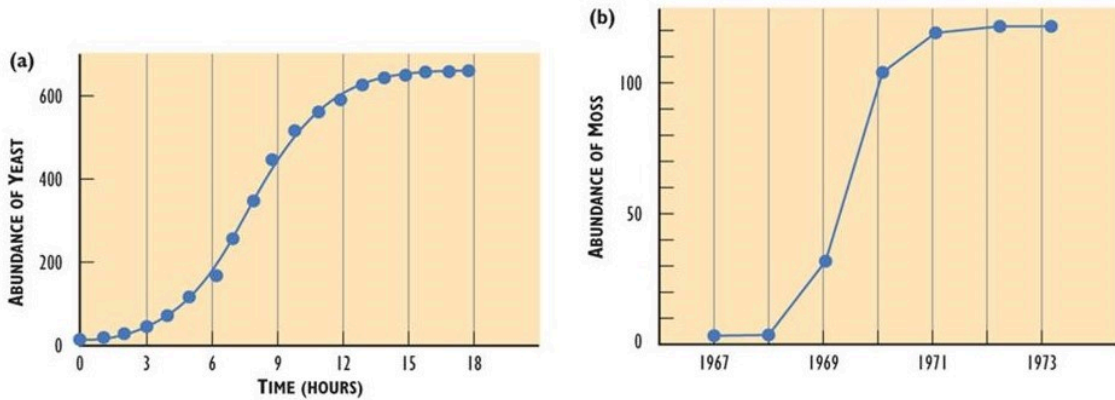 (a)
ABUNDANCE OF YEAST
600
400
200
0
0 3 6 9 12 15 18
TIME (HOURS)
(b)
ABUNDANCE OF MOSS
100
50
0
1967 1969 1971 1973